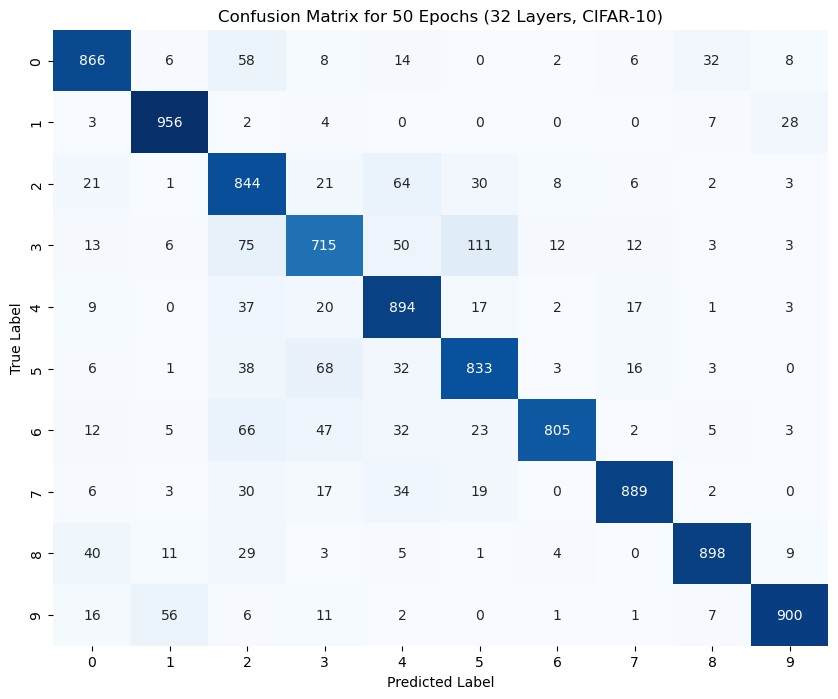 Confusion Matrix for 50 Epochs (32 Layers, CIFAR-10)
0 866 6 58 8 14 0 2 6 32 8
1 3 956 2 4 0 0 0 0 7 28
2 21 1 844 21 64 30 8 6 2 3
3 13 6 75 715 50 111 12 12 3 3
4 9 0 37 20 894 17 2 17 1 3
True Label
5 6 1 38 68 32 833 3 16 3 0
6 12 5 66 47 32 23 805 2 5 3
7 6 3 30 17 34 19 0 889 2 0
8 40 11 29 3 5 1 4 0 898 9
9 16 56 6 11 2 0 1 1 7 900
0 1 2 3 4 5 6 7 8 9
Predicted Label